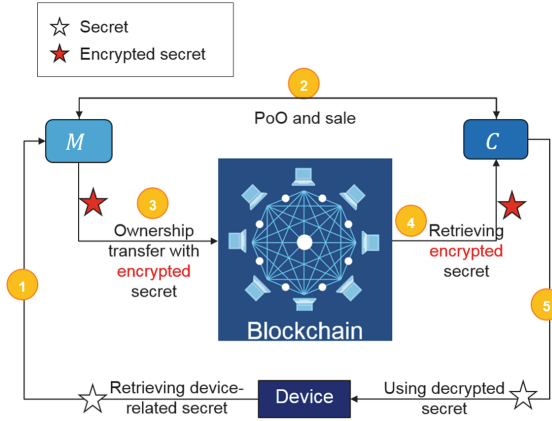 Secret
Encrypted secret
2
PoO and sale
M
C
3
Ownership
transfer with
encrypted
secret
4
Retrieving
encrypted
secret
1
5
Blockchain
Retrieving device-
related secret
Device
Using decrypted
secret